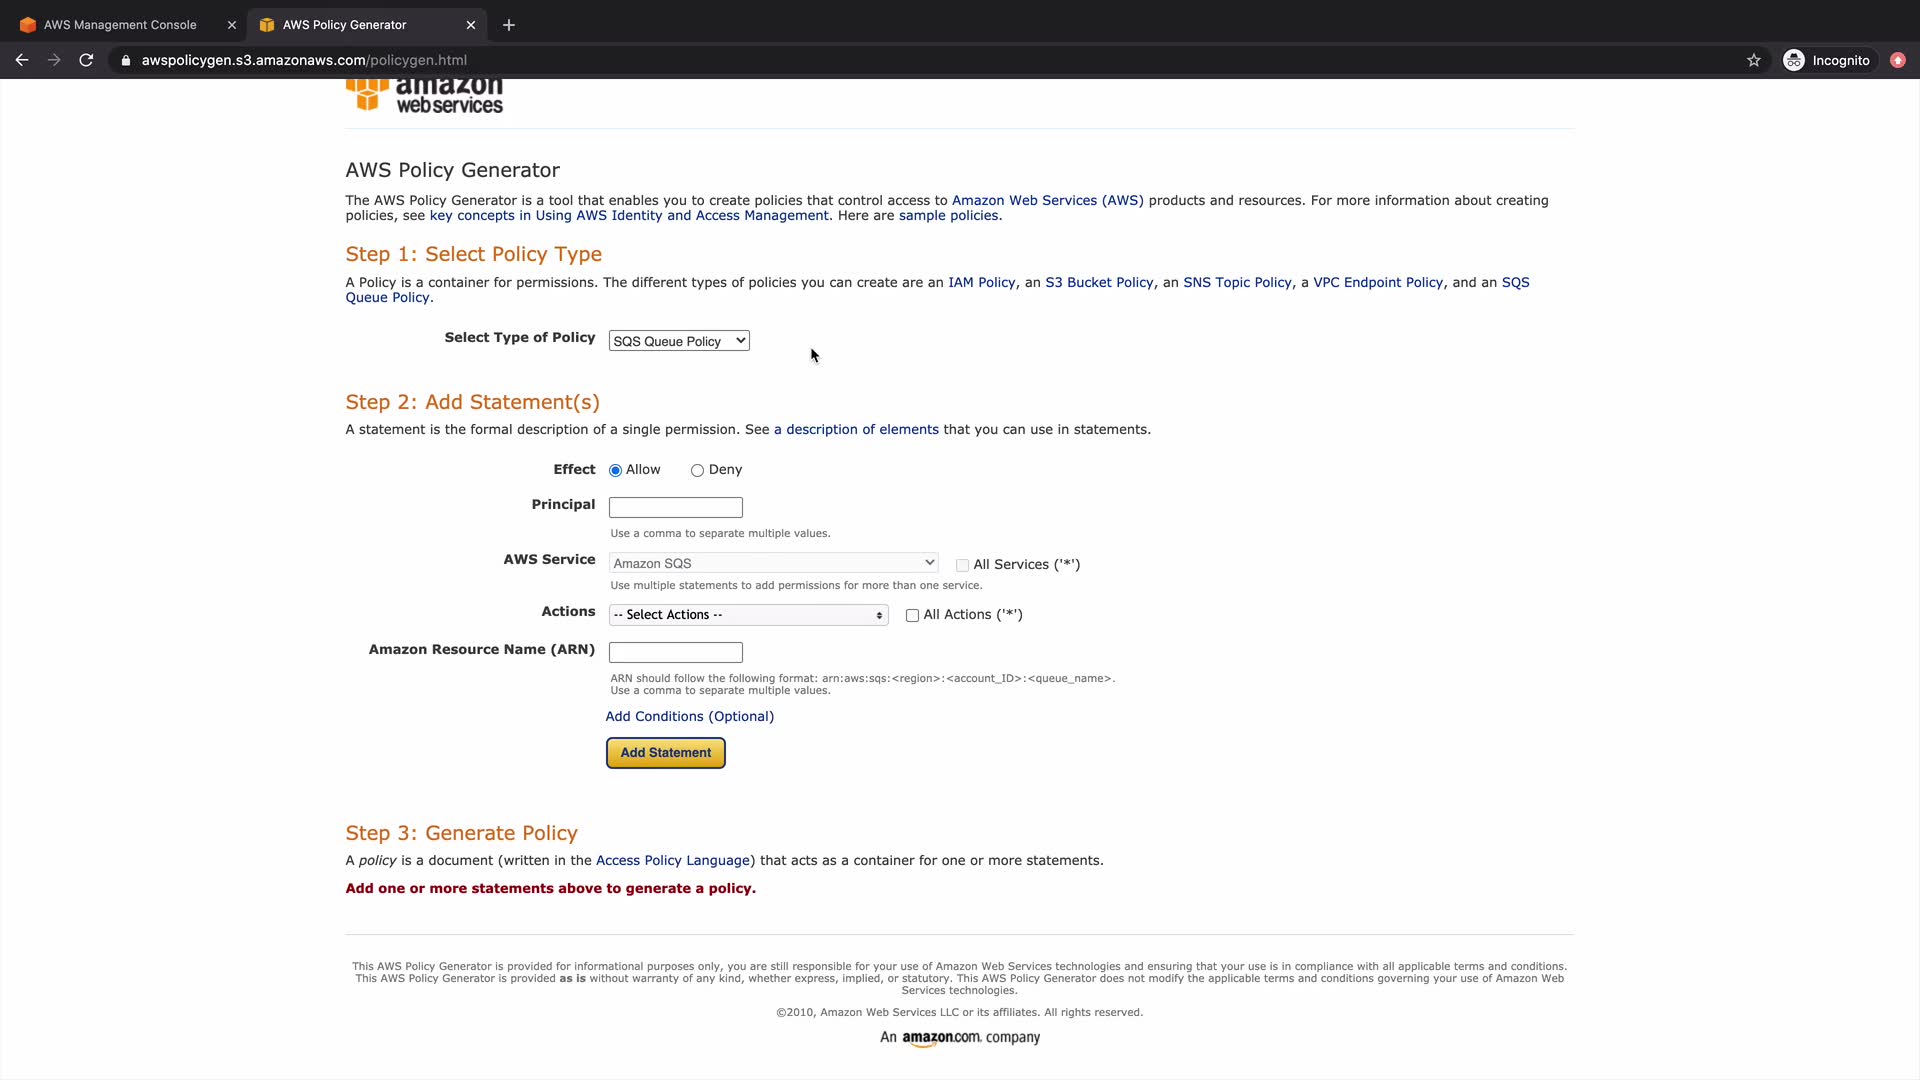 AWS Management Console
AWS Policy Generator
awspolicygen.s3.amazonaws.com/policygen.html
Incognito
amazon
webservices
AWS Policy Generator
The AWS Policy Generator is a tool that enables you to create policies that control access to Amazon Web Services (AWS) products and resources. For more information about creating
policies, see key concepts in Using AWS Identity and Access Management. Here are sample policies.
Step 1: Select Policy Type
A Policy is a container for permissions. The different types of policies you can create are an IAM Policy, an S3 Bucket Policy, an SNS Topic Policy, a VPC Endpoint Policy, and an SQS
Queue Policy.
Select Type of Policy SQS Queue Policy
Step 2: Add Statement(s)
A statement is the formal description of a single permission. See a description of elements that you can use in statements.
Effect Allow Deny
Principal
Use a comma to separate multiple values.
AWS Service Amazon SQS All Services ('*')
Use multiple statements to add permissions for more than one service.
Actions -- Select Actions -- All Actions ('*')
Amazon Resource Name (ARN)
ARN should follow the following format: arn:aws:sqs:<region>:<account_ID>:<queue_name>.
Use a comma to separate multiple values.
Add Conditions (Optional)
Add Statement
Step 3: Generate Policy
A policy is a document (written in the Access Policy Language) that acts as a container for one or more statements.
Add one or more statements above to generate a policy.
This AWS Policy Generator is provided for informational purposes only, you are still responsible for your use of Amazon Web Services technologies and ensuring that your use is in compliance with all applicable terms and conditions.
This AWS Policy Generator is provided as is without warranty of any kind, whether express, implied, or statutory. This AWS Policy Generator does not modify the applicable terms and conditions governing your use of Amazon Web
Services technologies.
©2010, Amazon Web Services LLC or its affiliates. All rights reserved.
An amazon.com. company